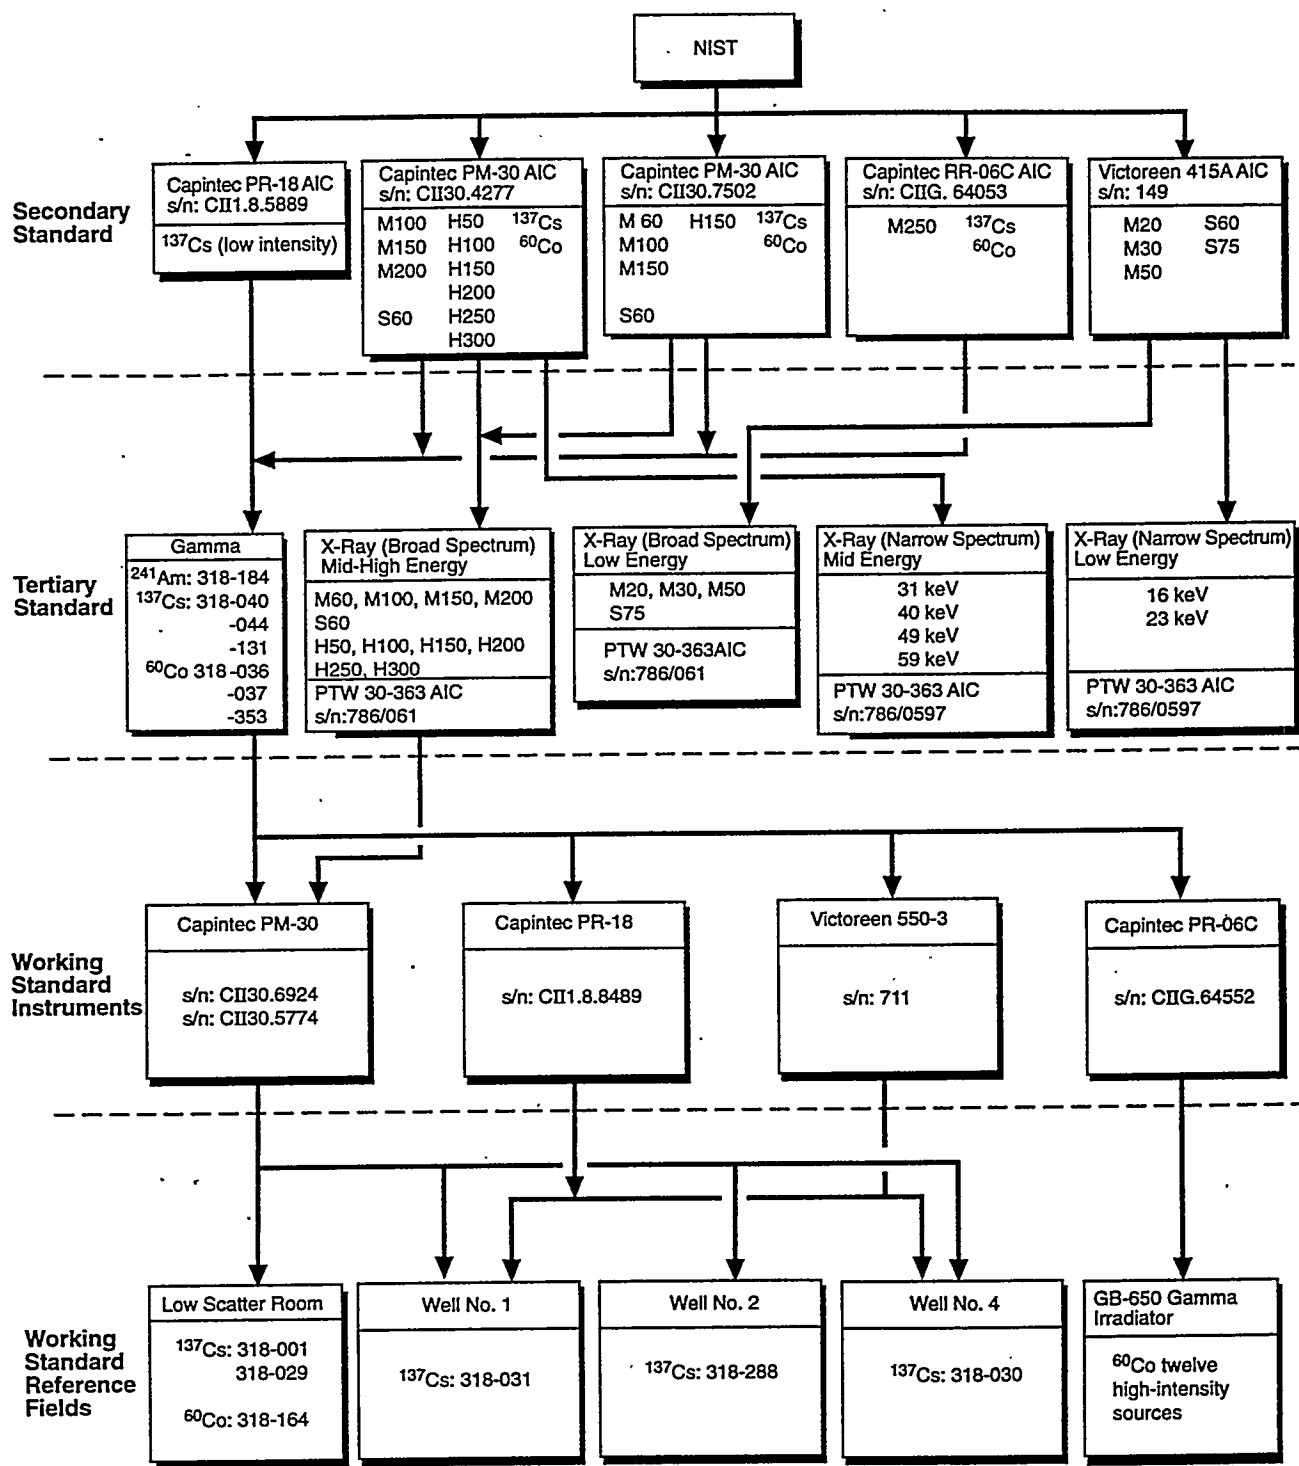 NIST
Secondary
Standard
Capintec PR-18 AIC
s/n: CII1.8.5889
¹³⁷Cs (low intensity)
Capintec PM-30 AIC
s/n: CII30.4277
M100 H50 ¹³⁷Cs
M150 H100 ⁶⁰Co
M200 H150
H200
S60 H250
H300
Capintec PM-30 AIC
s/n: CII30.7502
M 60 H150 ¹³⁷Cs
M100 ⁶⁰Co
M150
S60
Capintec RR-06C AIC
s/n: CIIG. 64053
M250 ¹³⁷Cs
⁶⁰Co
Victoreen 415A AIC
s/n: 149
M20 S60
M30 S75
M50
Tertiary
Standard
Gamma
²⁴¹Am: 318-184
¹³⁷Cs: 318-040
-044
-131
⁶⁰Co 318 -036
-037
-353
X-Ray (Broad Spectrum)
Mid-High Energy
M60, M100, M150, M200
S60
H50, H100, H150, H200
H250, H300
PTW 30-363 AIC
s/n:786/061
X-Ray (Broad Spectrum)
Low Energy
M20, M30, M50
S75
PTW 30-363AIC
s/n:786/061
X-Ray (Narrow Spectrum)
Mid Energy
31 keV
40 keV
49 keV
59 keV
PTW 30-363 AIC
s/n:786/0597
X-Ray (Narrow Spectrum)
Low Energy
16 keV
23 keV
PTW 30-363 AIC
s/n:786/0597
Working
Standard
Instruments
Capintec PM-30
s/n: CII30.6924
s/n: CII30.5774
Capintec PR-18
s/n: CII1.8.8489
Victoreen 550-3
s/n: 711
Capintec PR-06C
s/n: CIIG.64552
Working
Standard
Reference
Fields
Low Scatter Room
¹³⁷Cs: 318-001
318-029
⁶⁰Co: 318-164
Well No. 1
¹³⁷Cs: 318-031
Well No. 2
¹³⁷Cs: 318-288
Well No. 4
¹³⁷Cs: 318-030
GB-650 Gamma
Irradiator
⁶⁰Co twelve
high-intensity
sources